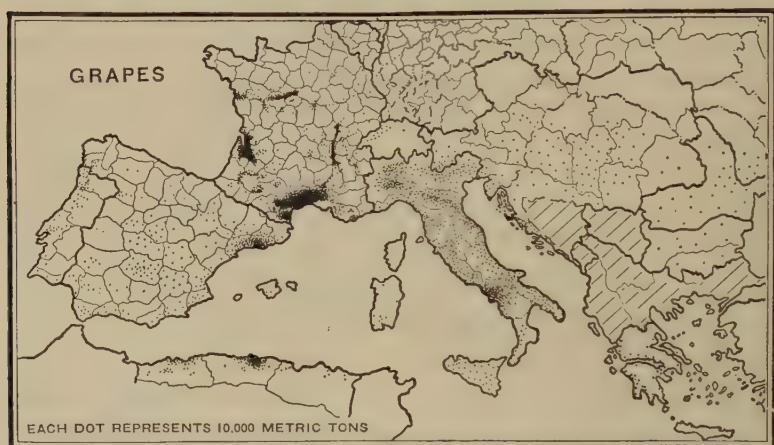 GRAPES
EACH DOT REPRESENTS 10,000 METRIC TONS